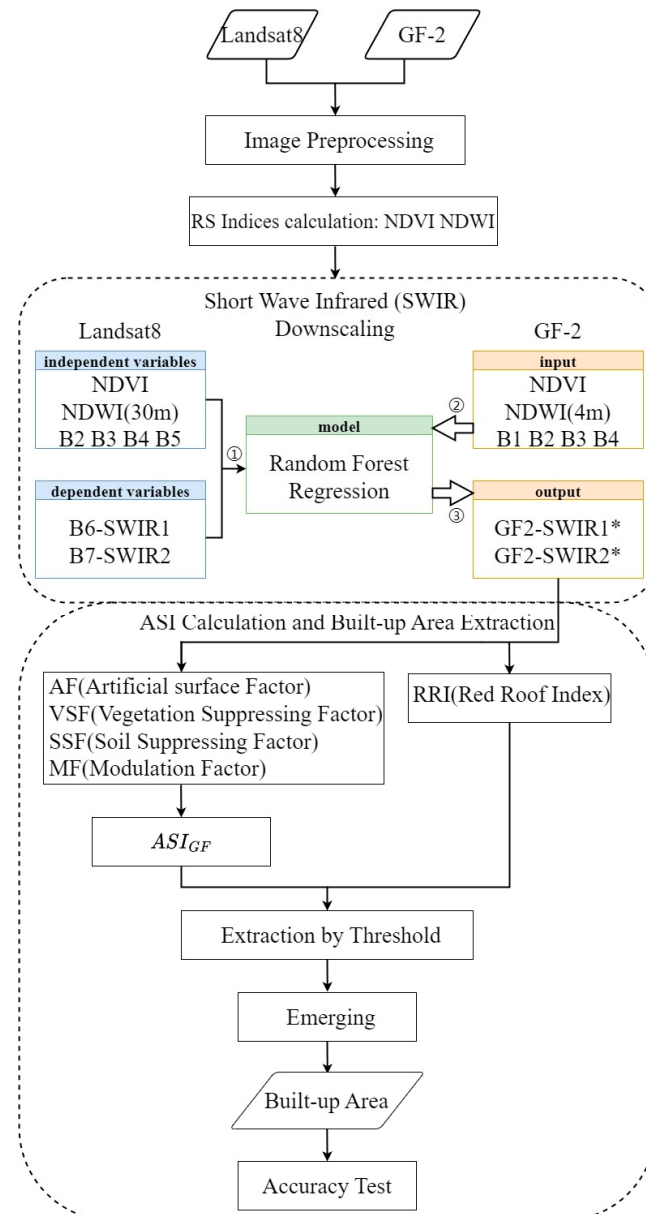 Landsat8
GF-2
Image Preprocessing
RS Indices calculation: NDVI NDWI
Short Wave Infrared (SWIR)
Downscaling
Landsat8
independent variables
NDVI
NDWI(30m)
B2 B3 B4 B5
dependent variables
B6-SWIR1
B7-SWIR2
①
model
Random Forest
Regression
②
③
GF-2
input
NDVI
NDWI(4m)
B1 B2 B3 B4
output
GF2-SWIR1*
GF2-SWIR2*
ASI Calculation and Built-up Area Extraction
AF(Artificial surface Factor)
VSF(Vegetation Suppressing Factor)
SSF(Soil Suppressing Factor)
MF(Modulation Factor)
RRI(Red Roof Index)
ASI_GF
Extraction by Threshold
Emerging
Built-up Area
Accuracy Test